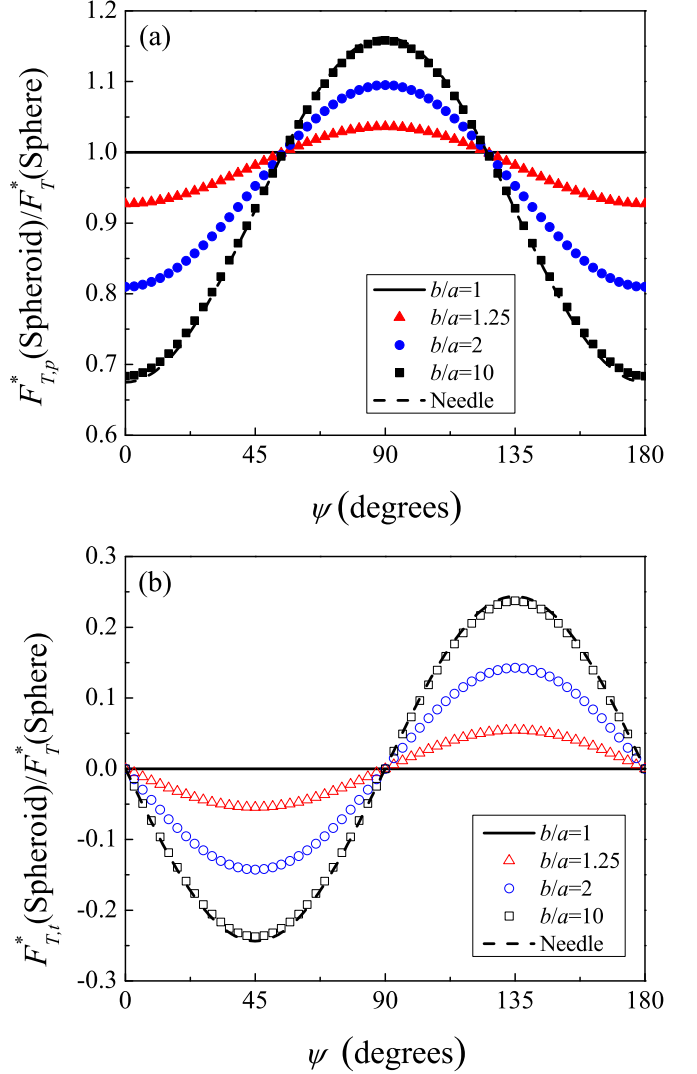 (a)
1.2
1.1
1.0
0.9
0.8
0.7
0.6
F*T,p(Spheroid)/F*T(Sphere)
b/a=1
b/a=1.25
b/a=2
b/a=10
Needle
0 45 90 135 180
ψ (degrees)
(b)
0.3
0.2
0.1
0.0
-0.1
-0.2
-0.3
F*T,t(Spheroid)/F*T(Sphere)
b/a=1
b/a=1.25
b/a=2
b/a=10
Needle
0 45 90 135 180
ψ (degrees)